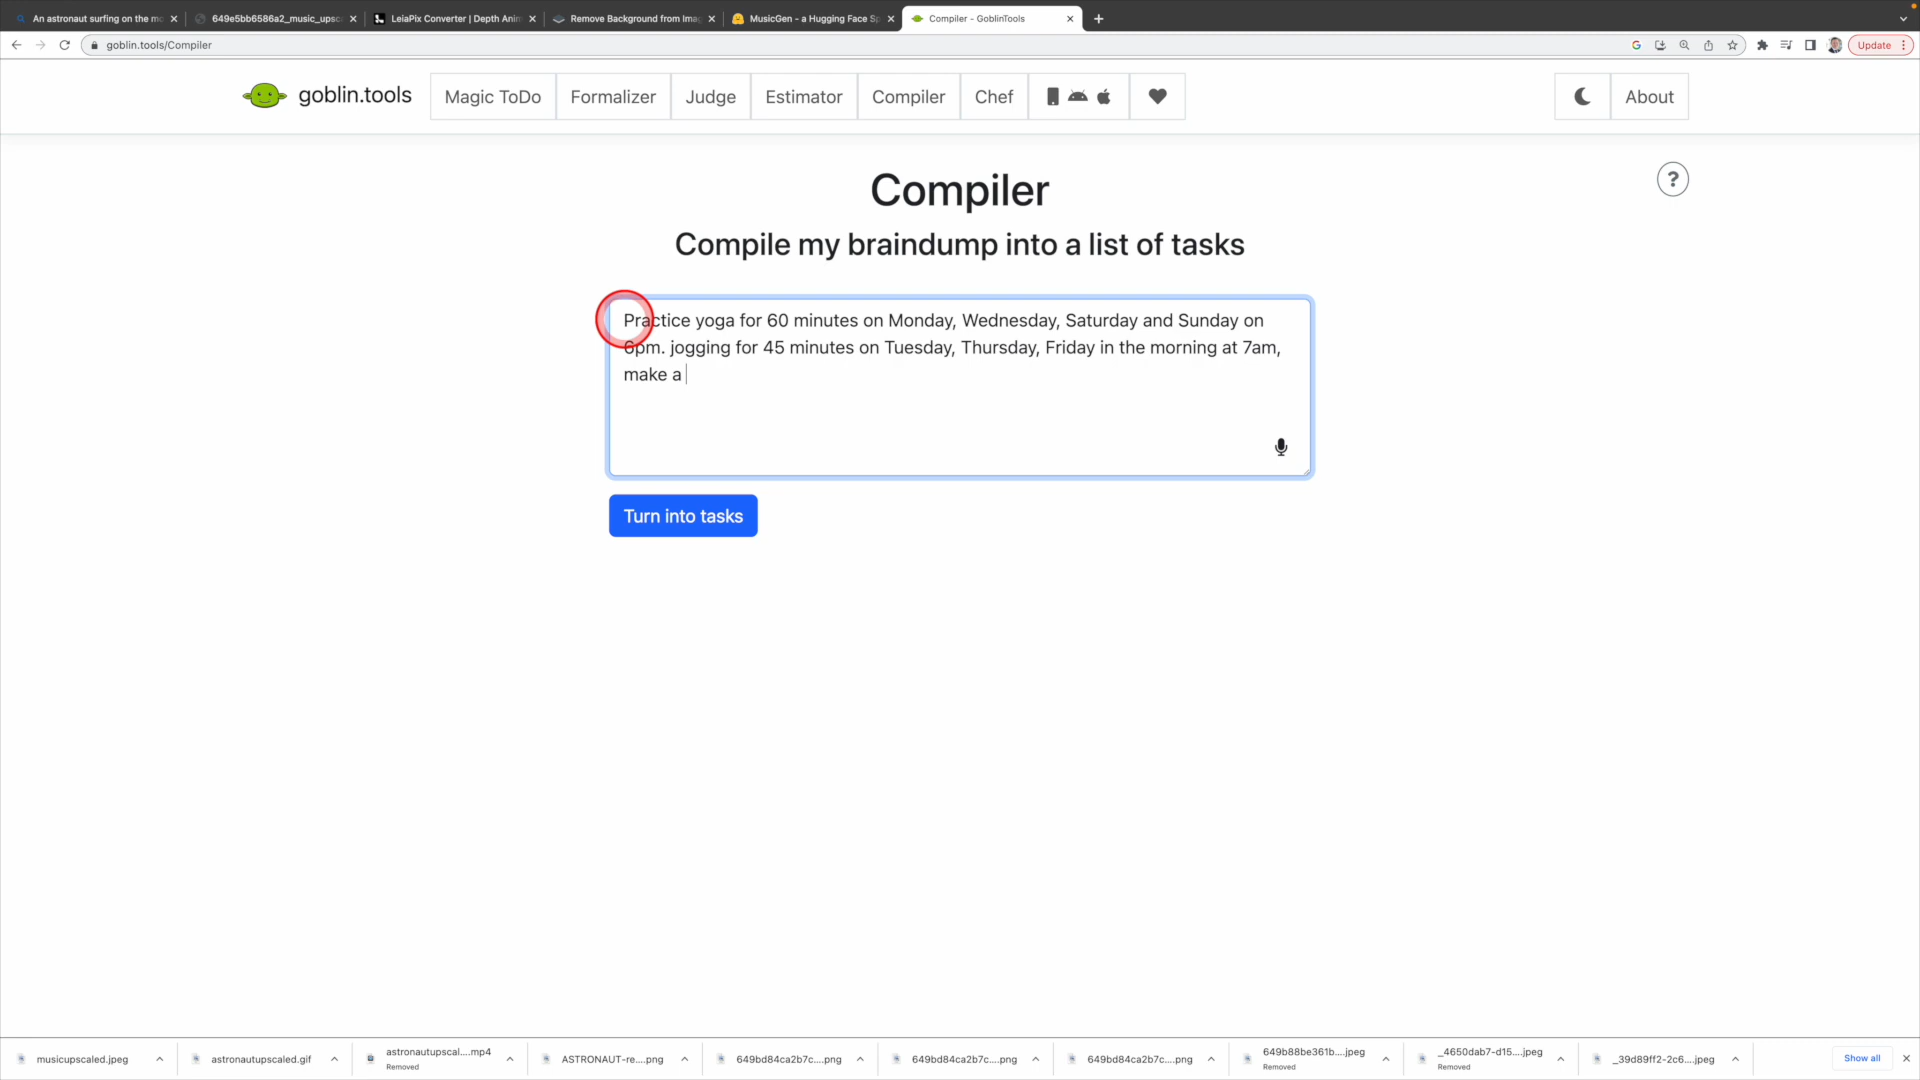 An astronaut surfing on the mo
649e5bb6586a2_music_upsc
LeiaPix Converter | Depth Anim
Remove Background from Imag
MusicGen - a Hugging Face Sp
Compiler - GoblinTools
goblin.tools/Compiler
Update
goblin.tools
Magic ToDo
Formalizer
Judge
Estimator
Compiler
Chef
About
Compiler
?
Compile my braindump into a list of tasks
Practice yoga for 60 minutes on Monday, Wednesday, Saturday and Sunday on
6pm. jogging for 45 minutes on Tuesday, Thursday, Friday in the morning at 7am,
make a
Turn into tasks
musicupscaled.jpeg
astronautupscaled.gif
astronautupscal....mp4
Removed
ASTRONAUT-re....png
649bd84ca2b7c....png
649bd84ca2b7c....png
649bd84ca2b7c....png
649b88be361b....jpeg
Removed
_4650dab7-d15....jpeg
Removed
_39d89ff2-2c6....jpeg
Show all